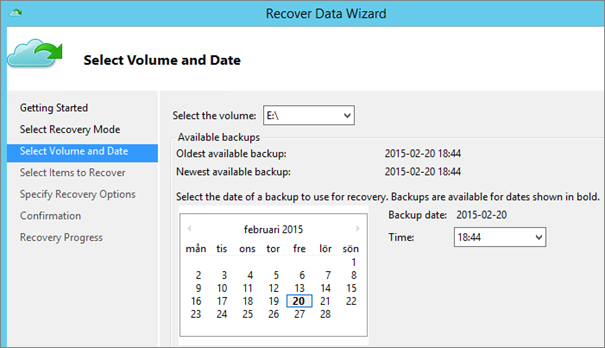 Recover Data Wizard
Select Volume and Date
Getting Started
Select Recovery Mode
Select Volume and Date
Select Items to Recover
Specify Recovery Options
Confirmation
Recovery Progress
Select the volume: E:\
Available backups
Oldest available backup: 2015-02-20 18:44
Newest available backup: 2015-02-20 18:44
Select the date of a backup to use for recovery. Backups are available for dates shown in bold.
februari 2015
mån tis ons tor fre lör sön
1
2 3 4 5 6 7 8
9 10 11 12 13 14 15
16 17 18 19 20 21 22
23 24 25 26 27 28
Backup date: 2015-02-20
Time: 18:44